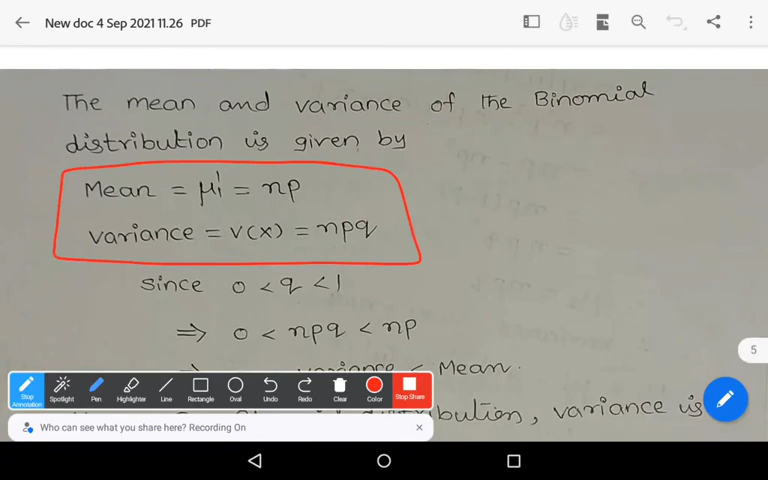 New doc 4 Sep 2021 11.26 PDF
The mean and variance of the Binomial
distribution is given by
Mean = μ1' = np
variance = v(x) = npq
since 0 < q < 1
⇒ 0 < npq < np
variance < Mean.
5
distribution, variance is
Stop Annotation Spotlight Pen Highlighter Line Rectangle Oval Undo Redo Clear Color Stop Share
Who can see what you share here? Recording On